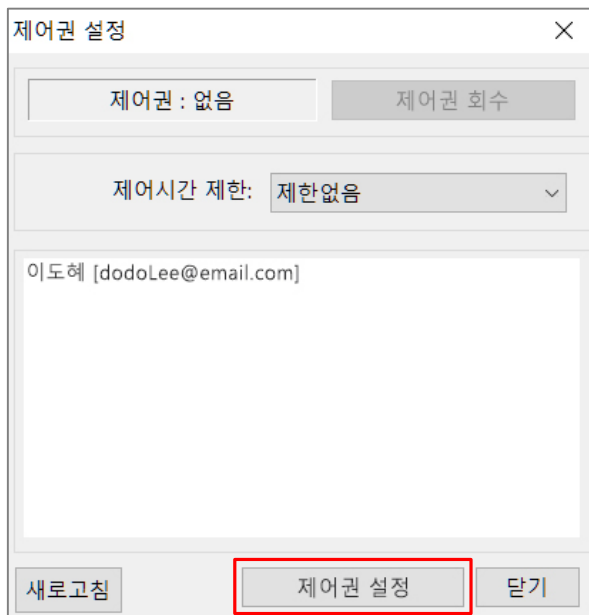 제어권 설정
제어권 : 없음 제어권 회수
제어시간 제한: 제한없음
이도혜 [dodoLee@email.com]
새로고침 제어권 설정 닫기